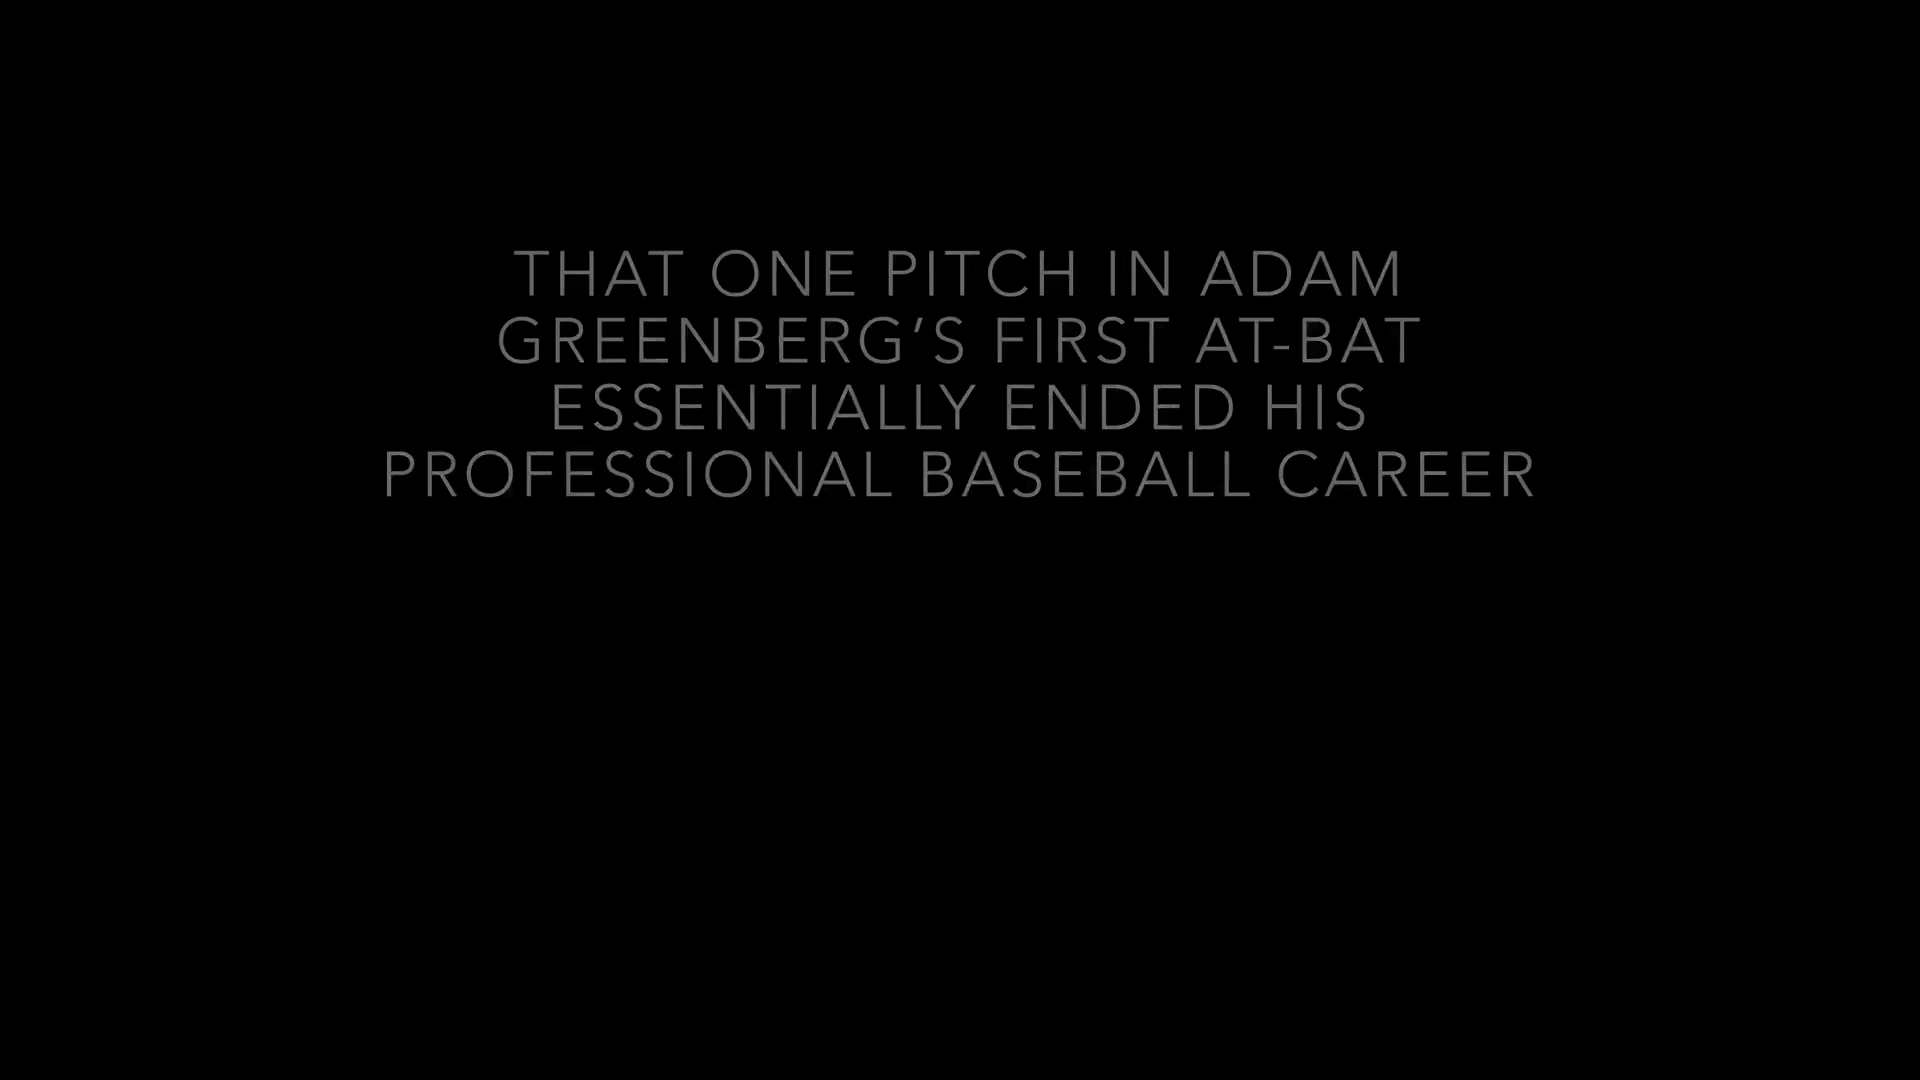 THAT ONE PITCH IN ADAM
GREENBERG’S FIRST AT-BAT
ESSENTIALLY ENDED HIS
PROFESSIONAL BASEBALL CAREER